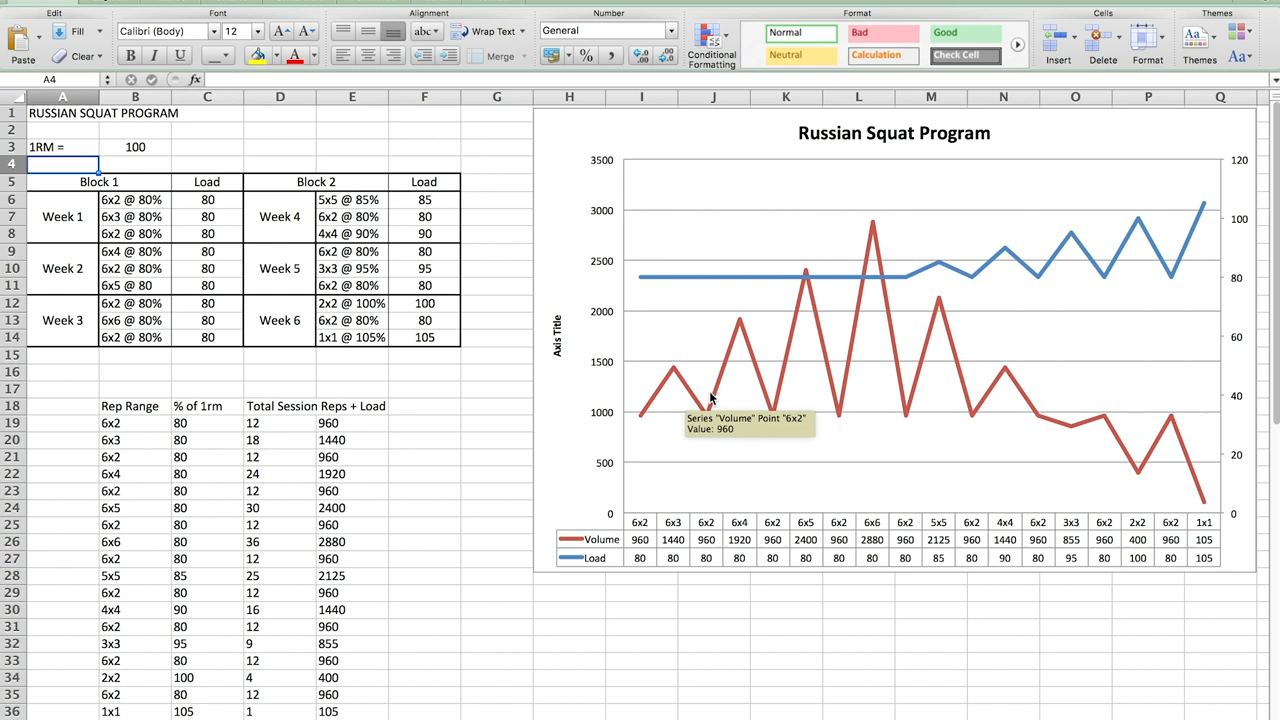 Edit Font Alignment Number Format Cells Themes
Fill Calibri (Body) 12 A A abc Wrap Text General Normal Bad Good Aa
Paste Clear B I U A Merge % , Conditional Formatting Neutral Calculation Check Cell Insert Delete Format Themes Aa
A4 fx
A B C D E F G H I J K L M N O P Q
1 RUSSIAN SQUAT PROGRAM
2
3 1RM = 100
4
5 Block 1 Load Block 2 Load
6 6x2 @ 80% 80 5x5 @ 85% 85
7 Week 1 6x3 @ 80% 80 Week 4 6x2 @ 80% 80
8 6x2 @ 80% 80 4x4 @ 90% 90
9 6x4 @ 80% 80 6x2 @ 80% 80
10 Week 2 6x2 @ 80% 80 Week 5 3x3 @ 95% 95
11 6x5 @ 80 80 6x2 @ 80% 80
12 6x2 @ 80% 80 2x2 @ 100% 100
13 Week 3 6x6 @ 80% 80 Week 6 6x2 @ 80% 80
14 6x2 @ 80% 80 1x1 @ 105% 105
15
16
17
18 Rep Range % of 1rm Total Session Reps + Load
19 6x2 80 12 960
20 6x3 80 18 1440
21 6x2 80 12 960
22 6x4 80 24 1920
23 6x2 80 12 960
24 6x5 80 30 2400
25 6x2 80 12 960
26 6x6 80 36 2880
27 6x2 80 12 960
28 5x5 85 25 2125
29 6x2 80 12 960
30 4x4 90 16 1440
31 6x2 80 12 960
32 3x3 95 9 855
33 6x2 80 12 960
34 2x2 100 4 400
35 6x2 80 12 960
36 1x1 105 1 105
Russian Squat Program
3500 120
3000 100
2500 80
2000
Axis Title
1500 60
1000 40
Series "Volume" Point "6x2"
Value: 960
500 20
0 0
6x2 6x3 6x2 6x4 6x2 6x5 6x2 6x6 6x2 5x5 6x2 4x4 6x2 3x3 6x2 2x2 6x2 1x1
Volume 960 1440 960 1920 960 2400 960 2880 960 2125 960 1440 960 855 960 400 960 105
Load 80 80 80 80 80 80 80 80 80 85 80 90 80 95 80 100 80 105